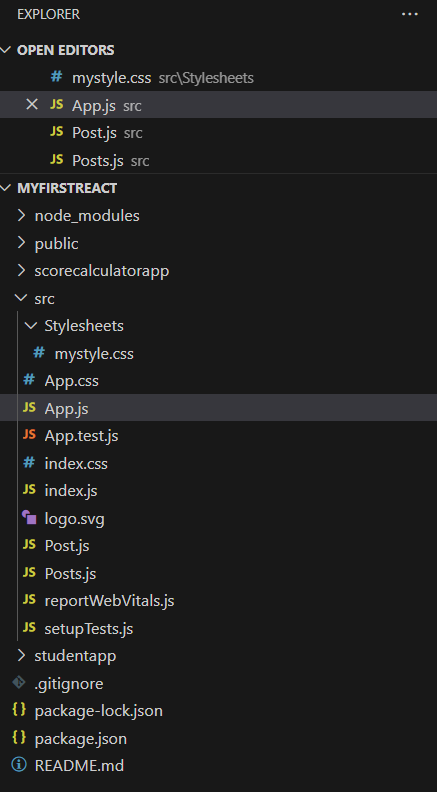 EXPLORER ...
OPEN EDITORS
# mystyle.css src\Stylesheets
JS App.js src
JS Post.js src
JS Posts.js src
MYFIRSTREACT
node_modules
public
scorecalculatorapp
src
Stylesheets
# mystyle.css
# App.css
JS App.js
JS App.test.js
# index.css
JS index.js
logo.svg
JS Post.js
JS Posts.js
JS reportWebVitals.js
JS setupTests.js
studentapp
.gitignore
{} package-lock.json
{} package.json
README.md